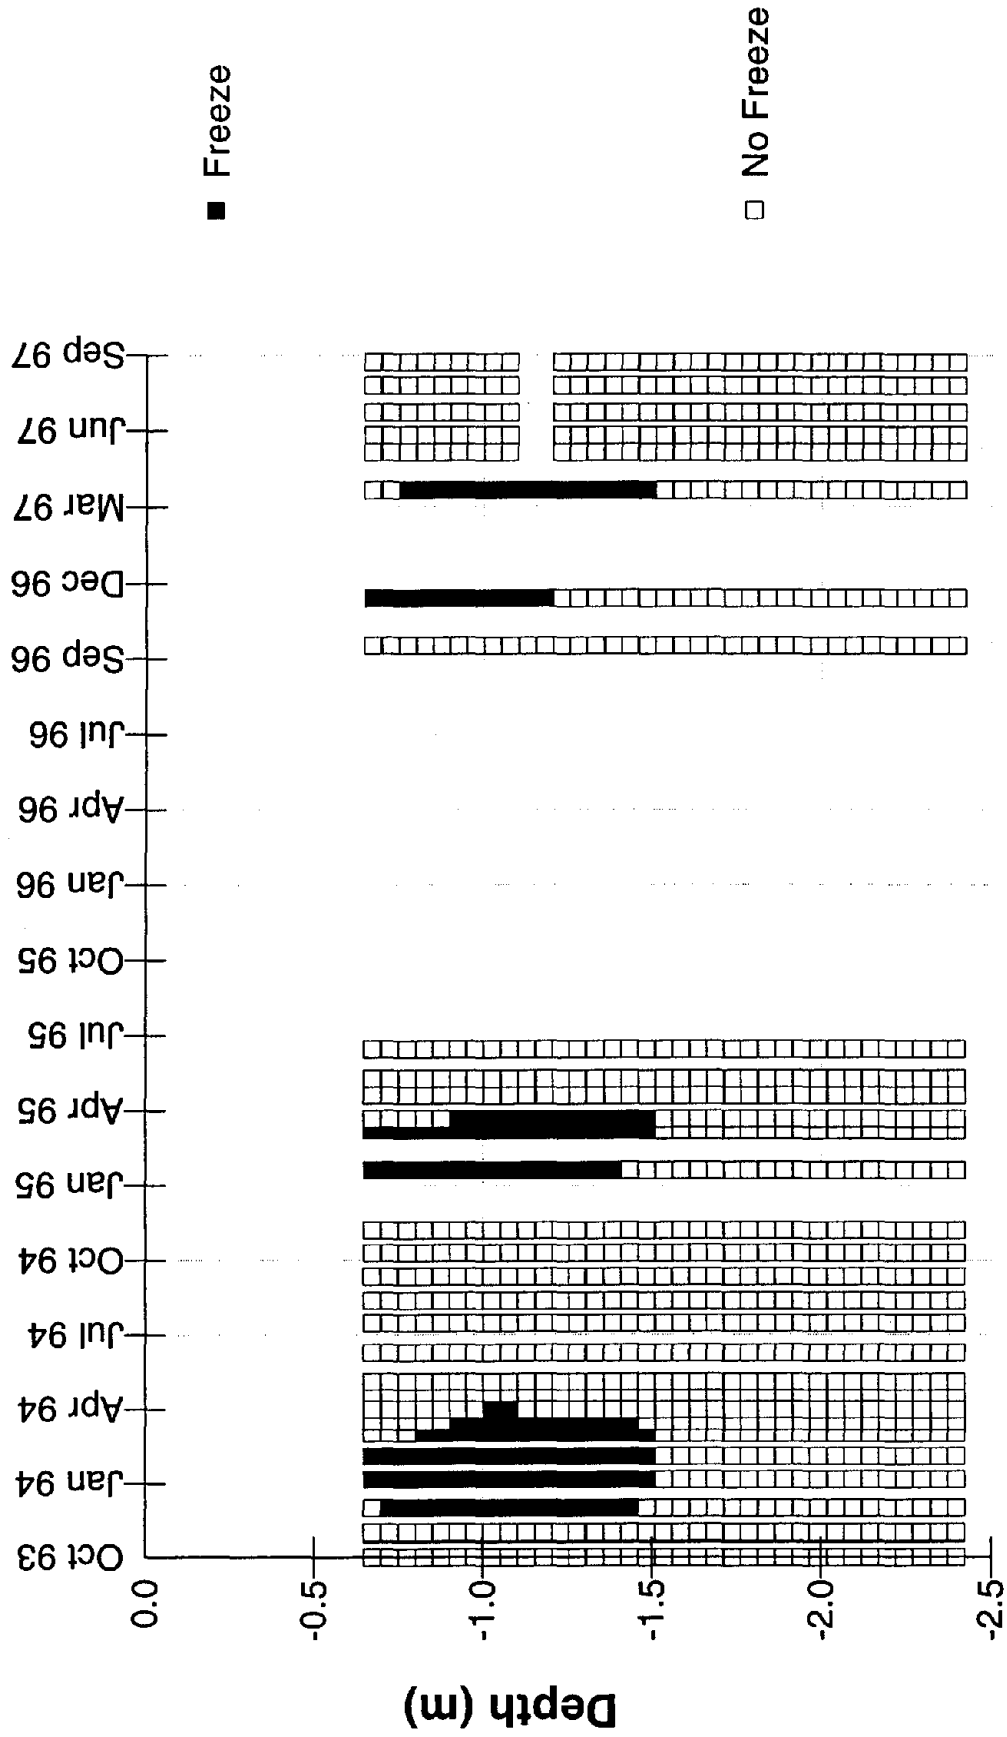 Depth (m)
0.0
-0.5
-1.0
-1.5
-2.0
-2.5
Oct 93
Jan 94
Apr 94
Jul 94
Oct 94
Jan 95
Apr 95
Jul 95
Oct 95
Jan 96
Apr 96
Jul 96
Sep 96
Dec 96
Mar 97
Jun 97
Sep 97
Freeze
No Freeze